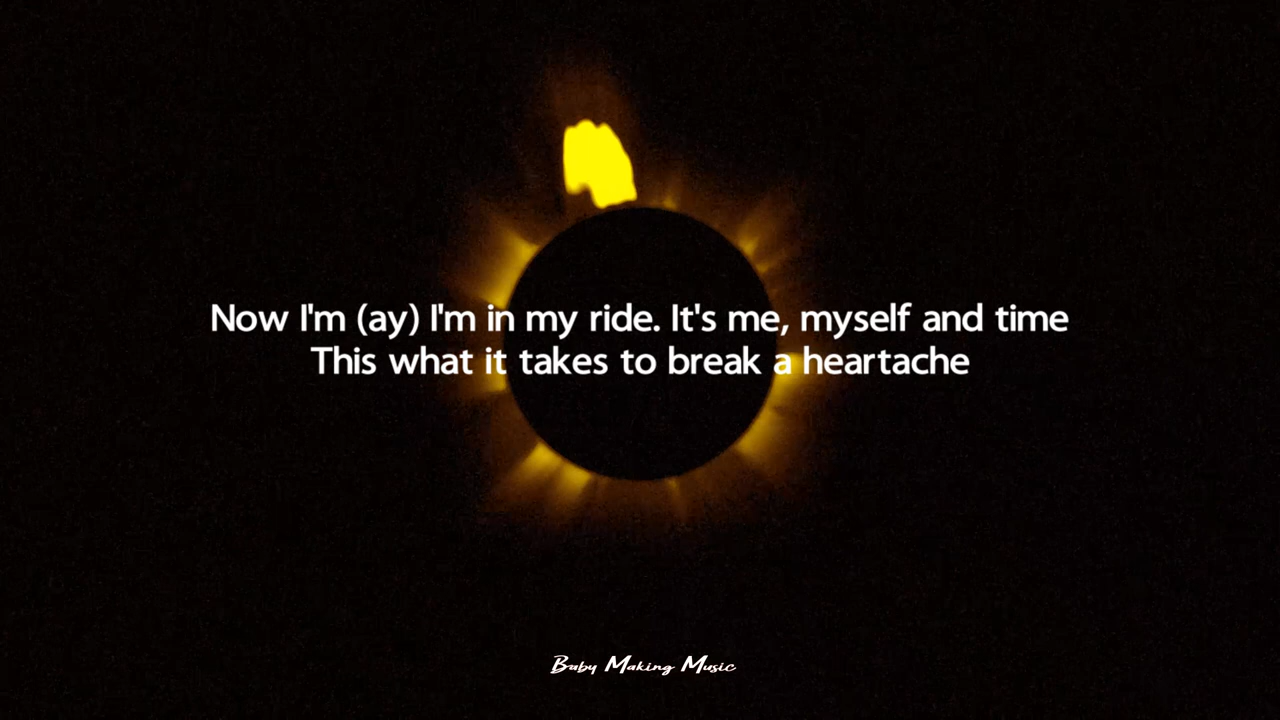 Now I'm (ay) I'm in my ride. It's me, myself and time
This what it takes to break a heartache
Baby Making Music